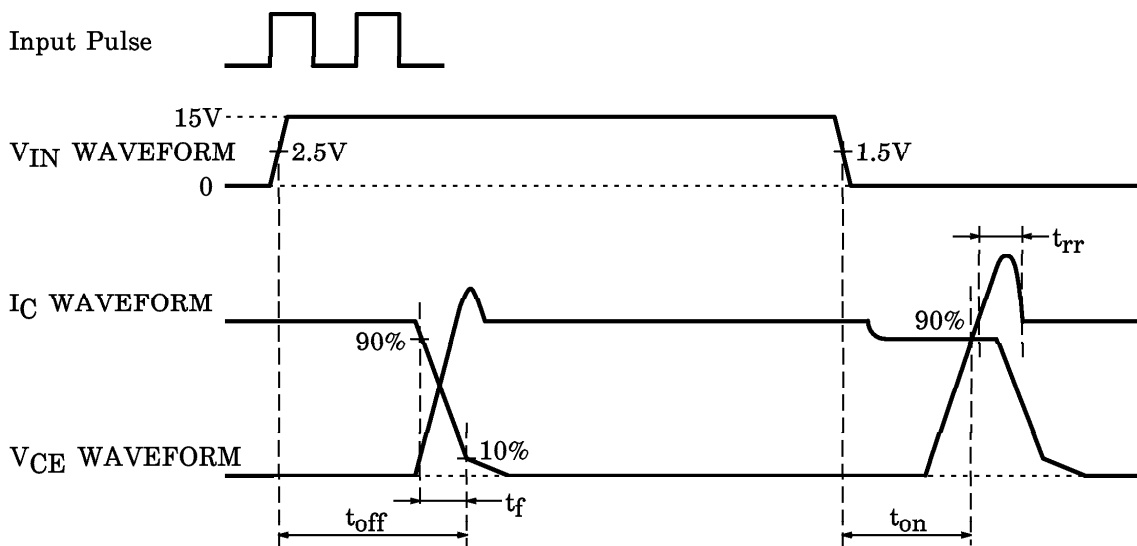 Input Pulse
15V
VIN WAVEFORM
2.5V
1.5V
0
trr
IC WAVEFORM
90%
90%
VCE WAVEFORM
10%
tf
toff
ton